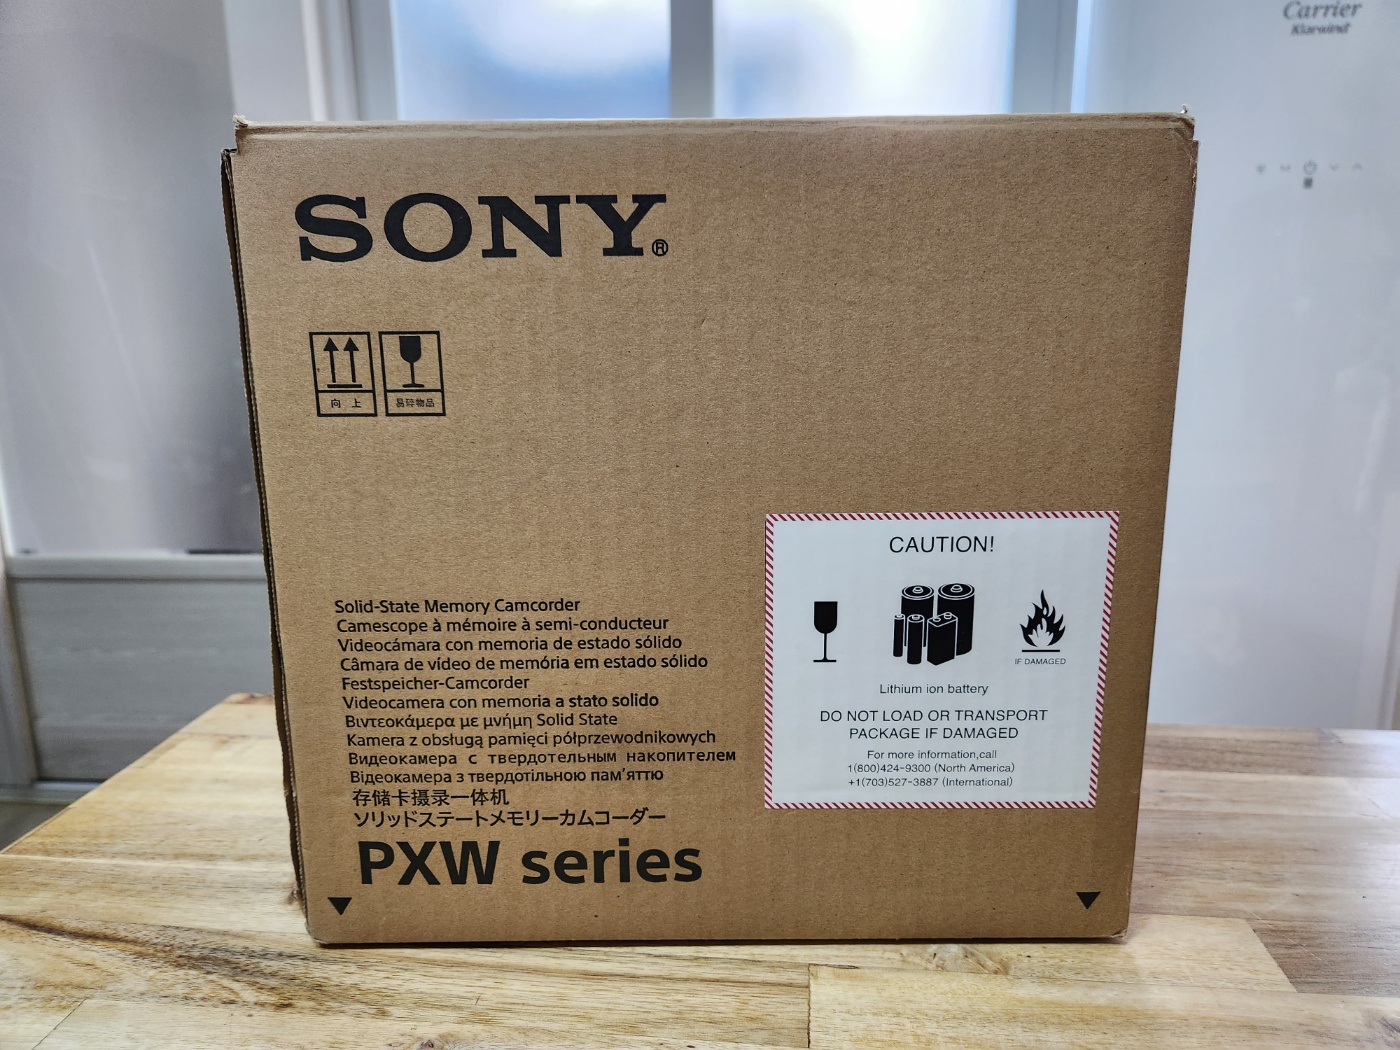 Carrier
Klarwind
SONY®
向 上
易碎物品
Solid-State Memory Camcorder
Camescope à mémoire à semi-conducteur
Videocámara con memoria de estado sólido
Câmara de vídeo de memória em estado sólido
Festspeicher-Camcorder
Videocamera con memoria a stato solido
Βιντεοκάμερα με μνήμη Solid State
Kamera z obsługą pamięci półprzewodnikowych
Видеокамера с твердотельным накопителем
Відеокамера з твердотільною пам'яттю
存储卡摄录一体机
ソリッドステートメモリーカムコーダー
PXW series
CAUTION!
IF DAMAGED
Lithium ion battery
DO NOT LOAD OR TRANSPORT
PACKAGE IF DAMAGED
For more information,call
1(800)424-9300 (North America)
+1(703)527-3887 (International)